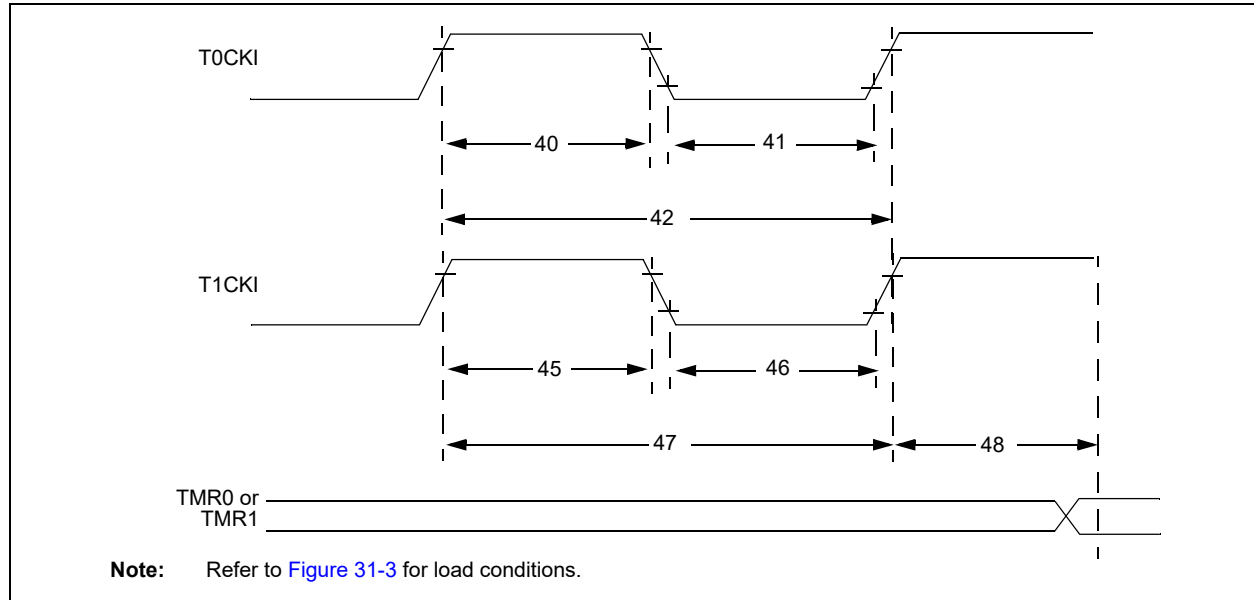 T0CKI
40
41
42
T1CKI
45
46
47
48
TMR0 or
TMR1
Note: Refer to Figure 31-3 for load conditions.